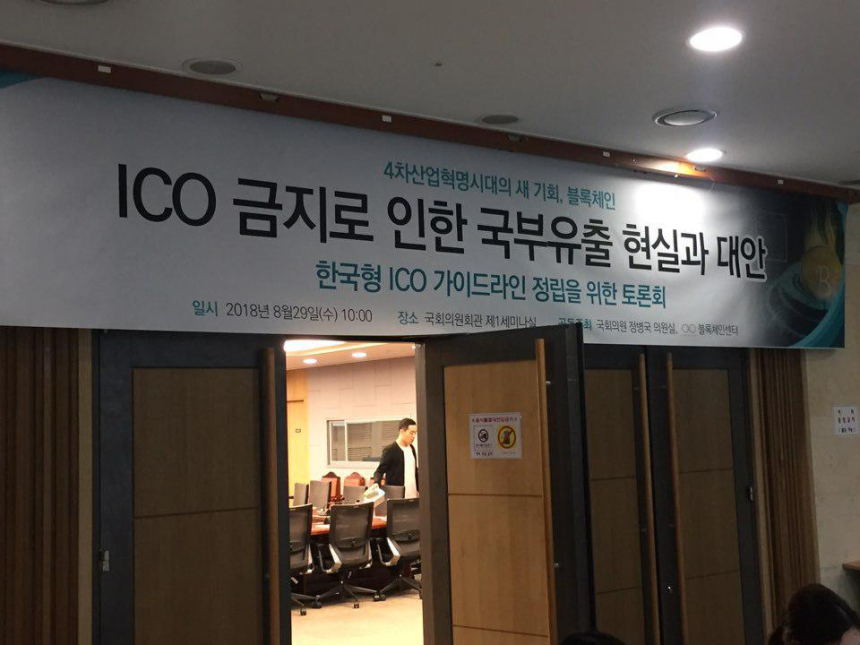 4차산업혁명시대의 새 기회, 블록체인
ICO 금지로 인한 국부유출 현실과 대안
한국형 ICO 가이드라인 정립을 위한 토론회
일시 2018년 8월29일(수) 10:00 장소 국회의원회관 제1세미나실 공동주최 국회의원 정병국 의원실, 블록체인센터